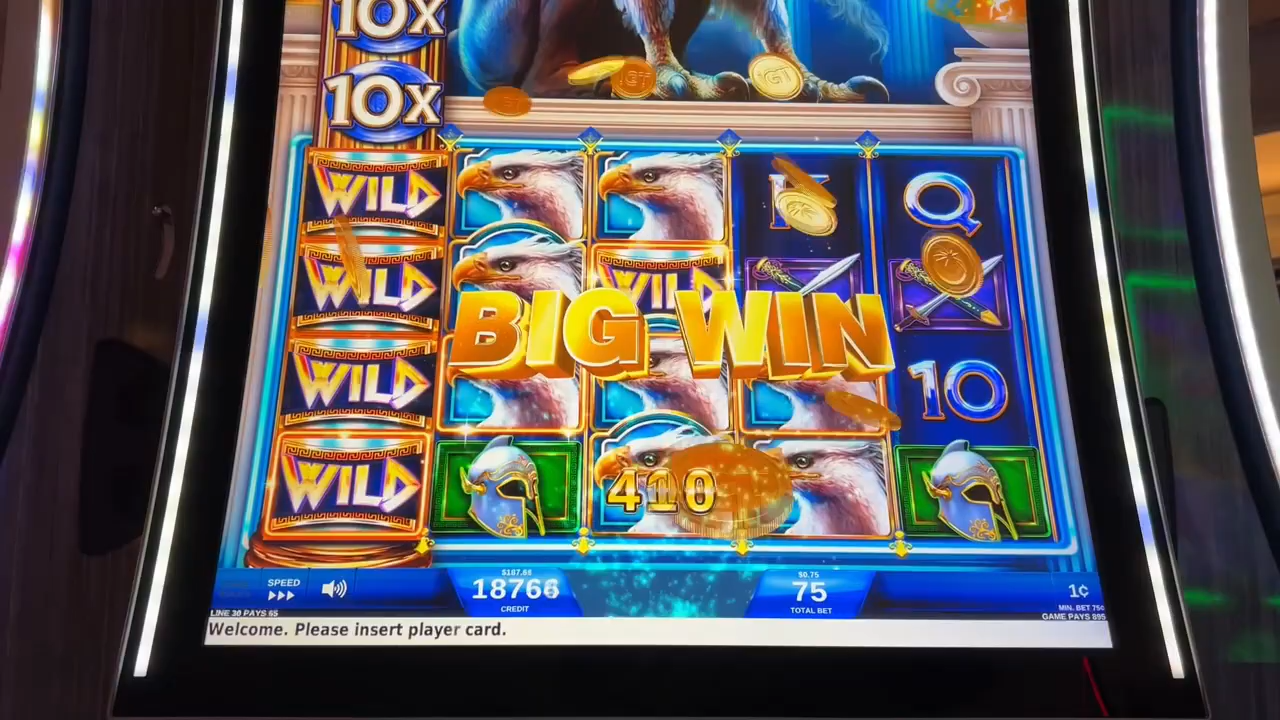 10X
10X
WILD
K
Q
WILD
WILD
WILD
BIG WIN
10
WILD
410
SPEED
$187.66
18766
CREDIT
$0.75
75
TOTAL BET
1¢
MIN. BET 75¢
LINE 30 PAYS 65
GAME PAYS 895
Welcome. Please insert player card.